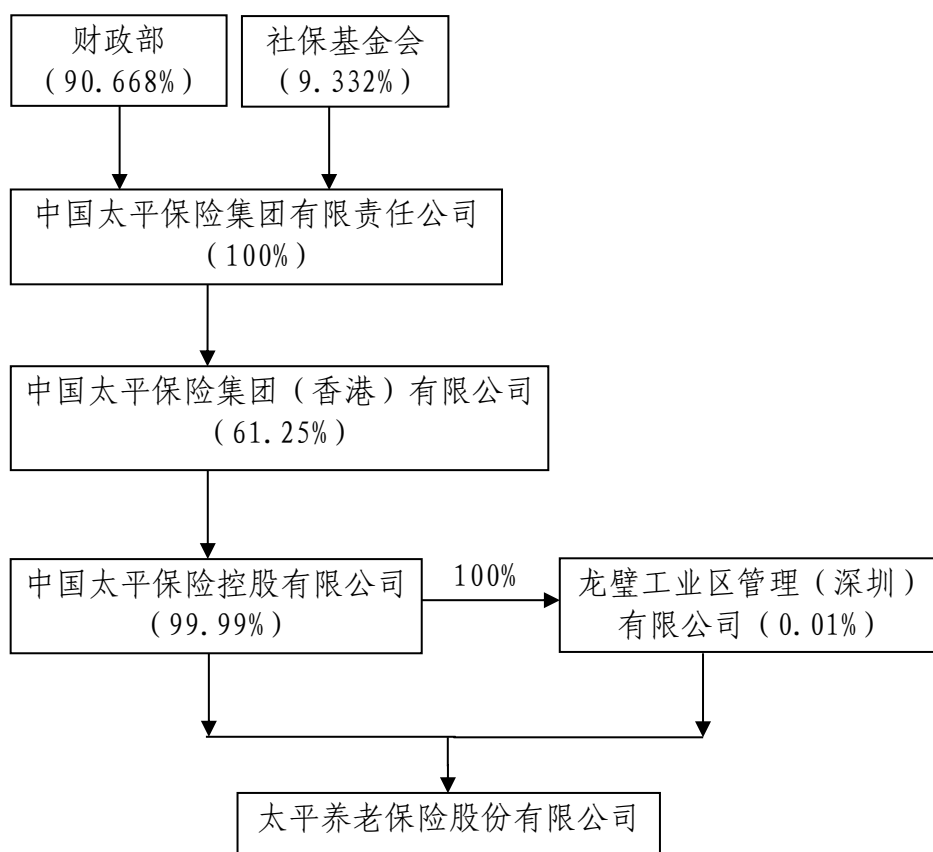 财政部
(90.668%)
社保基金会
(9.332%)
中国太平保险集团有限责任公司
(100%)
中国太平保险集团（香港）有限公司
(61.25%)
中国太平保险控股有限公司
(99.99%)
100%
龙璧工业区管理（深圳）
有限公司(0.01%)
太平养老保险股份有限公司